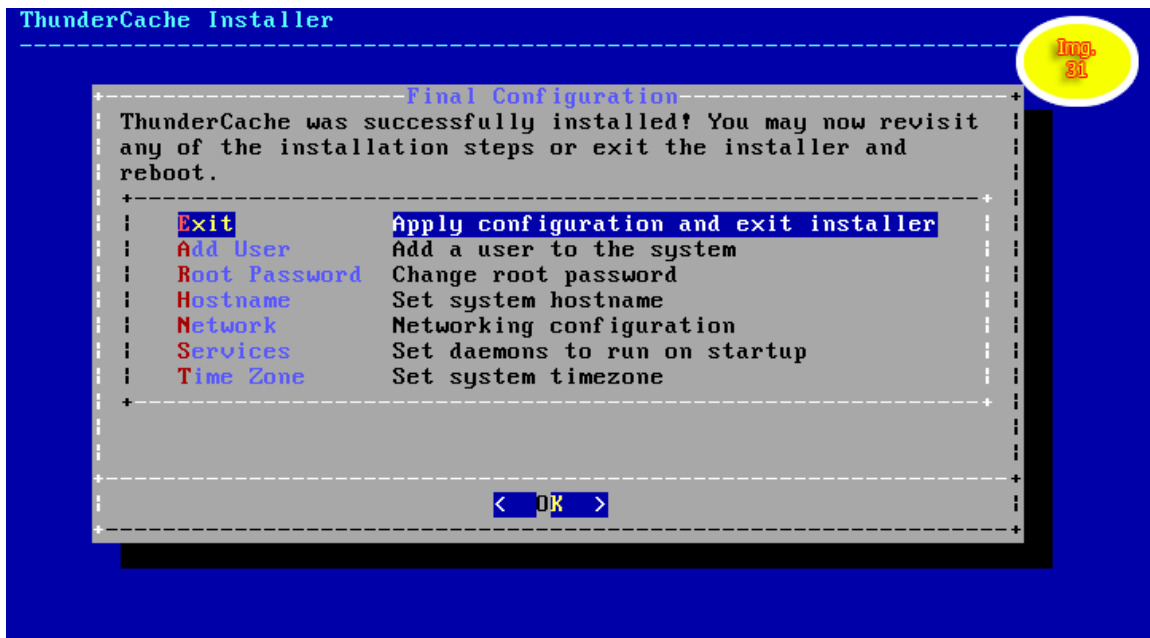 ThunderCache Installer
Img.
31
Final Configuration
ThunderCache was successfully installed! You may now revisit
any of the installation steps or exit the installer and
reboot.
Exit Apply configuration and exit installer
Add User Add a user to the system
Root Password Change root password
Hostname Set system hostname
Network Networking configuration
Services Set daemons to run on startup
Time Zone Set system timezone
< OK >